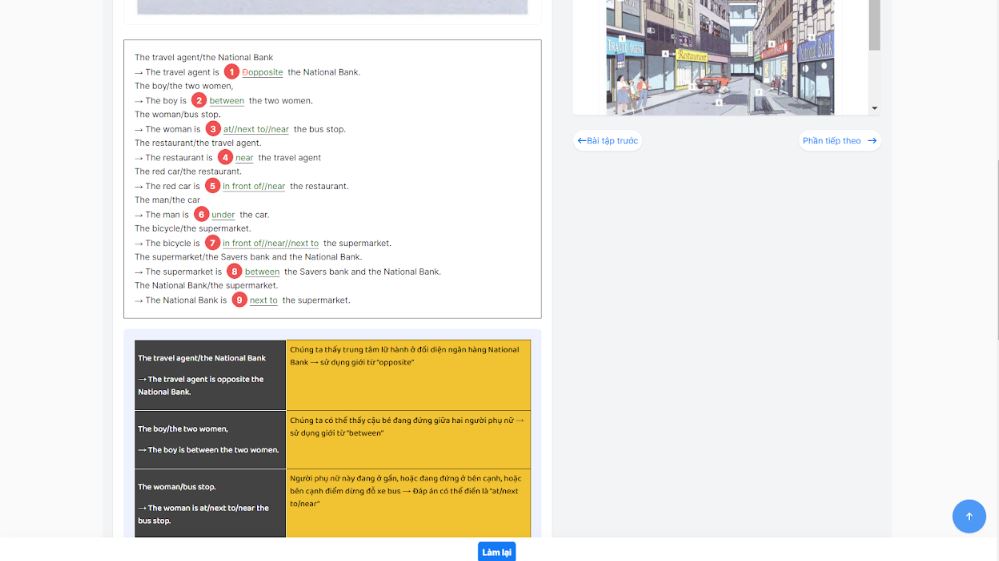 The travel agent/the National Bank
→ The travel agent is 1 Đopposite the National Bank.
The boy/the two women,
→ The boy is 2 between the two women.
The woman/bus stop.
→ The woman is 3 at//next to//near the bus stop.
The restaurant/the travel agent.
→ The restaurant is 4 near the travel agent
The red car/the restaurant.
→ The red car is 5 in front of//near the restaurant.
The man/the car
→ The man is 6 under the car.
The bicycle/the supermarket.
→ The bicycle is 7 in front of//near//next to the supermarket.
The supermarket/the Savers bank and the National Bank.
→ The supermarket is 8 between the Savers bank and the National Bank.
The National Bank/the supermarket.
→ The National Bank is 9 next to the supermarket.
The travel agent/the National Bank
→ The travel agent is opposite the
National Bank.
Chúng ta thấy trung tâm lữ hành ở đối diện ngân hàng National
Bank → sử dụng giới từ "opposite"
The boy/the two women,
→ The boy is between the two women.
Chúng ta có thể thấy cậu bé đang đứng giữa hai người phụ nữ →
sử dụng giới từ "between"
The woman/bus stop.
→ The woman is at/next to/near the
bus stop.
Người phụ nữ này đang ở gần, hoặc đang đứng ở bên cạnh, hoặc
bên cạnh điểm dừng đỗ xe bus → Đáp án có thể điền là "at/next
to/near"
Travel Agent
Restaurant
National Bank
←Bài tập trước
Phần tiếp theo →
Làm lại